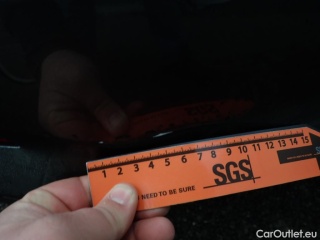 1 2 3 4 5 6 7 8 9 10 11 12 13 14 15
SGS
NEED TO BE SURE
CarOutlet.eu